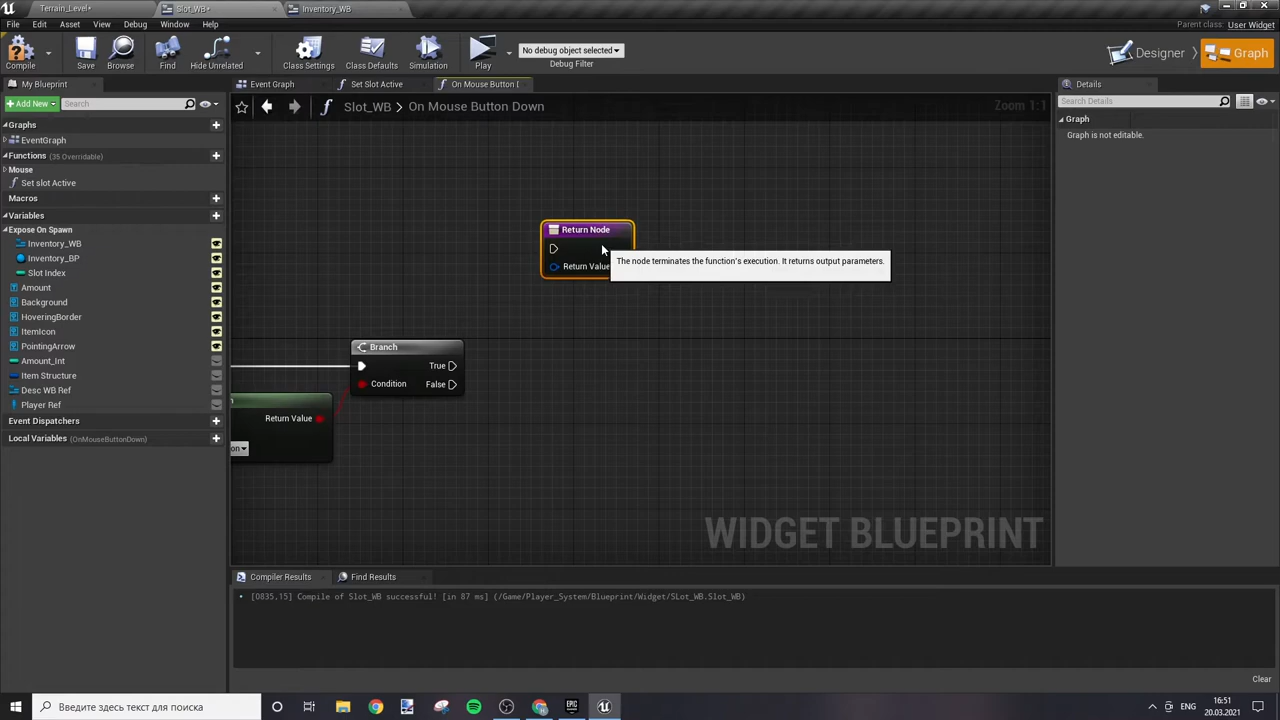 Terrain_Level*
Slot_WB*
Inventory_WB
File
Edit
Asset
View
Debug
Window
Help
Parent class:
User Widget
Compile
Save
Browse
Find
Hide Unrelated
Class Settings
Class Defaults
Simulation
Play
No debug object selected
Debug Filter
Designer
Graph
My Blueprint
Event Graph
Set Slot Active
On Mouse Button
Details
Add New
Search
Slot_WB > On Mouse Button Down
Zoom 1:1
Search Details
Graphs
Graph
EventGraph
Graph is not editable.
Functions (35 Overridable)
Mouse
Set slot Active
Macros
Variables
Expose On Spawn
Inventory_WB
Inventory_BP
Slot Index
Amount
Background
HoveringBorder
ItemIcon
PointingArrow
Amount_Int
Item Structure
Desc WB Ref
Player Ref
Event Dispatchers
Local Variables (OnMouseButtonDown)
Return Node
Return Value
The node terminates the function's execution. It returns output parameters.
Branch
True
Condition
False
n
Return Value
on
WIDGET BLUEPRINT
Compiler Results
Find Results
[0835,15] Compile of Slot_WB successful! [in 87 ms] (/Game/Player_System/Blueprint/Widget/SLot_WB.Slot_WB)
Clear
Введите здесь текст для поиска
ENG
16:51
20.03.2021